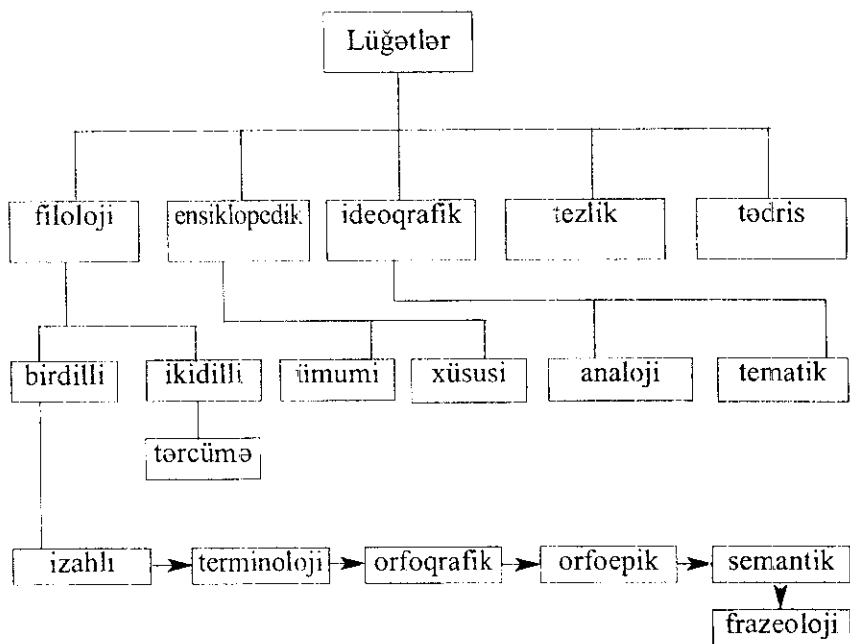 Lüğətlər
filoloji
ensiklopedik
ideoqrafik
tezlik
tədris
birdilli
ikidilli
ümumi
xüsusi
analoji
tematik
tərcümə
izahlı
terminoloji
orfoqrafik
orfoepik
semantik
frazeoloji